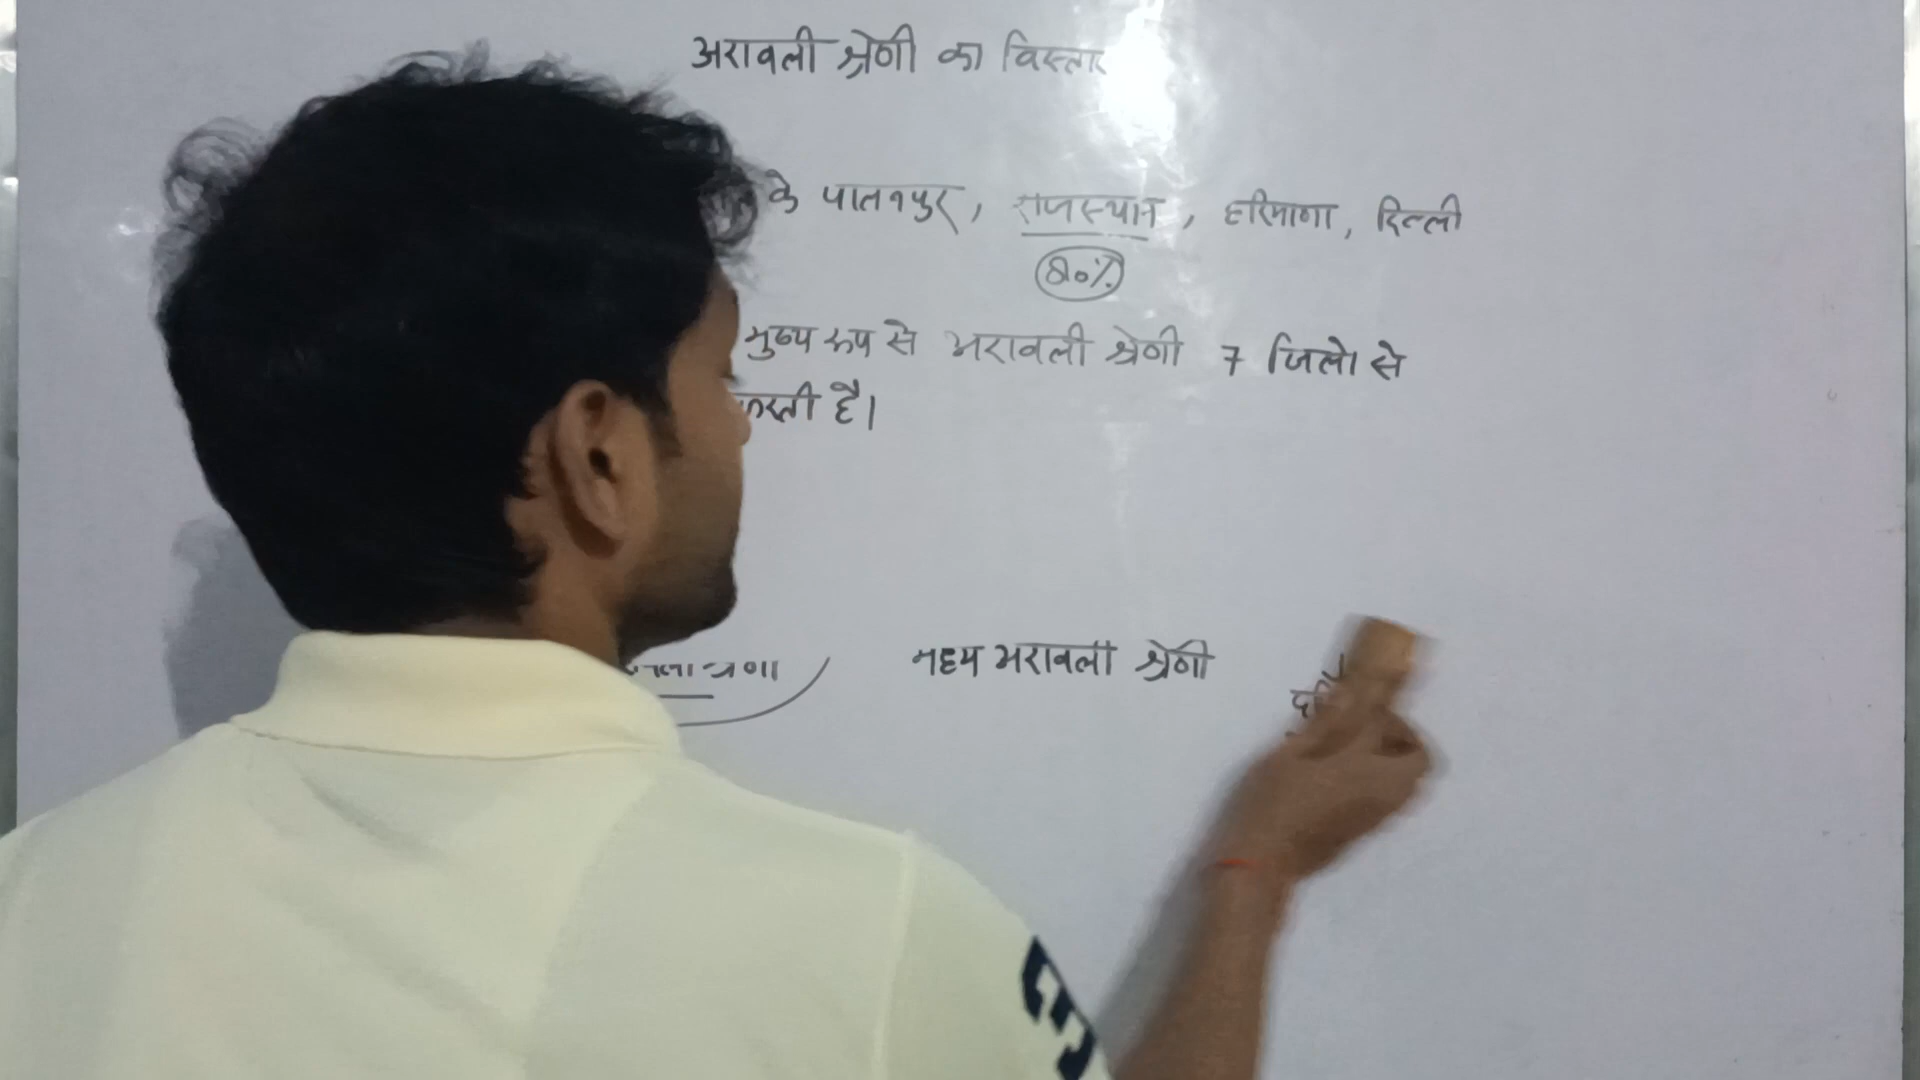 अरावली श्रेणी का विस्तार
के पालनपुर, राजस्थान, हरियाणा, दिल्ली
80%
मुख्य रूप से अरावली श्रेणी 7 जिलो से
करती है।
मध्य अरावली श्रेणी